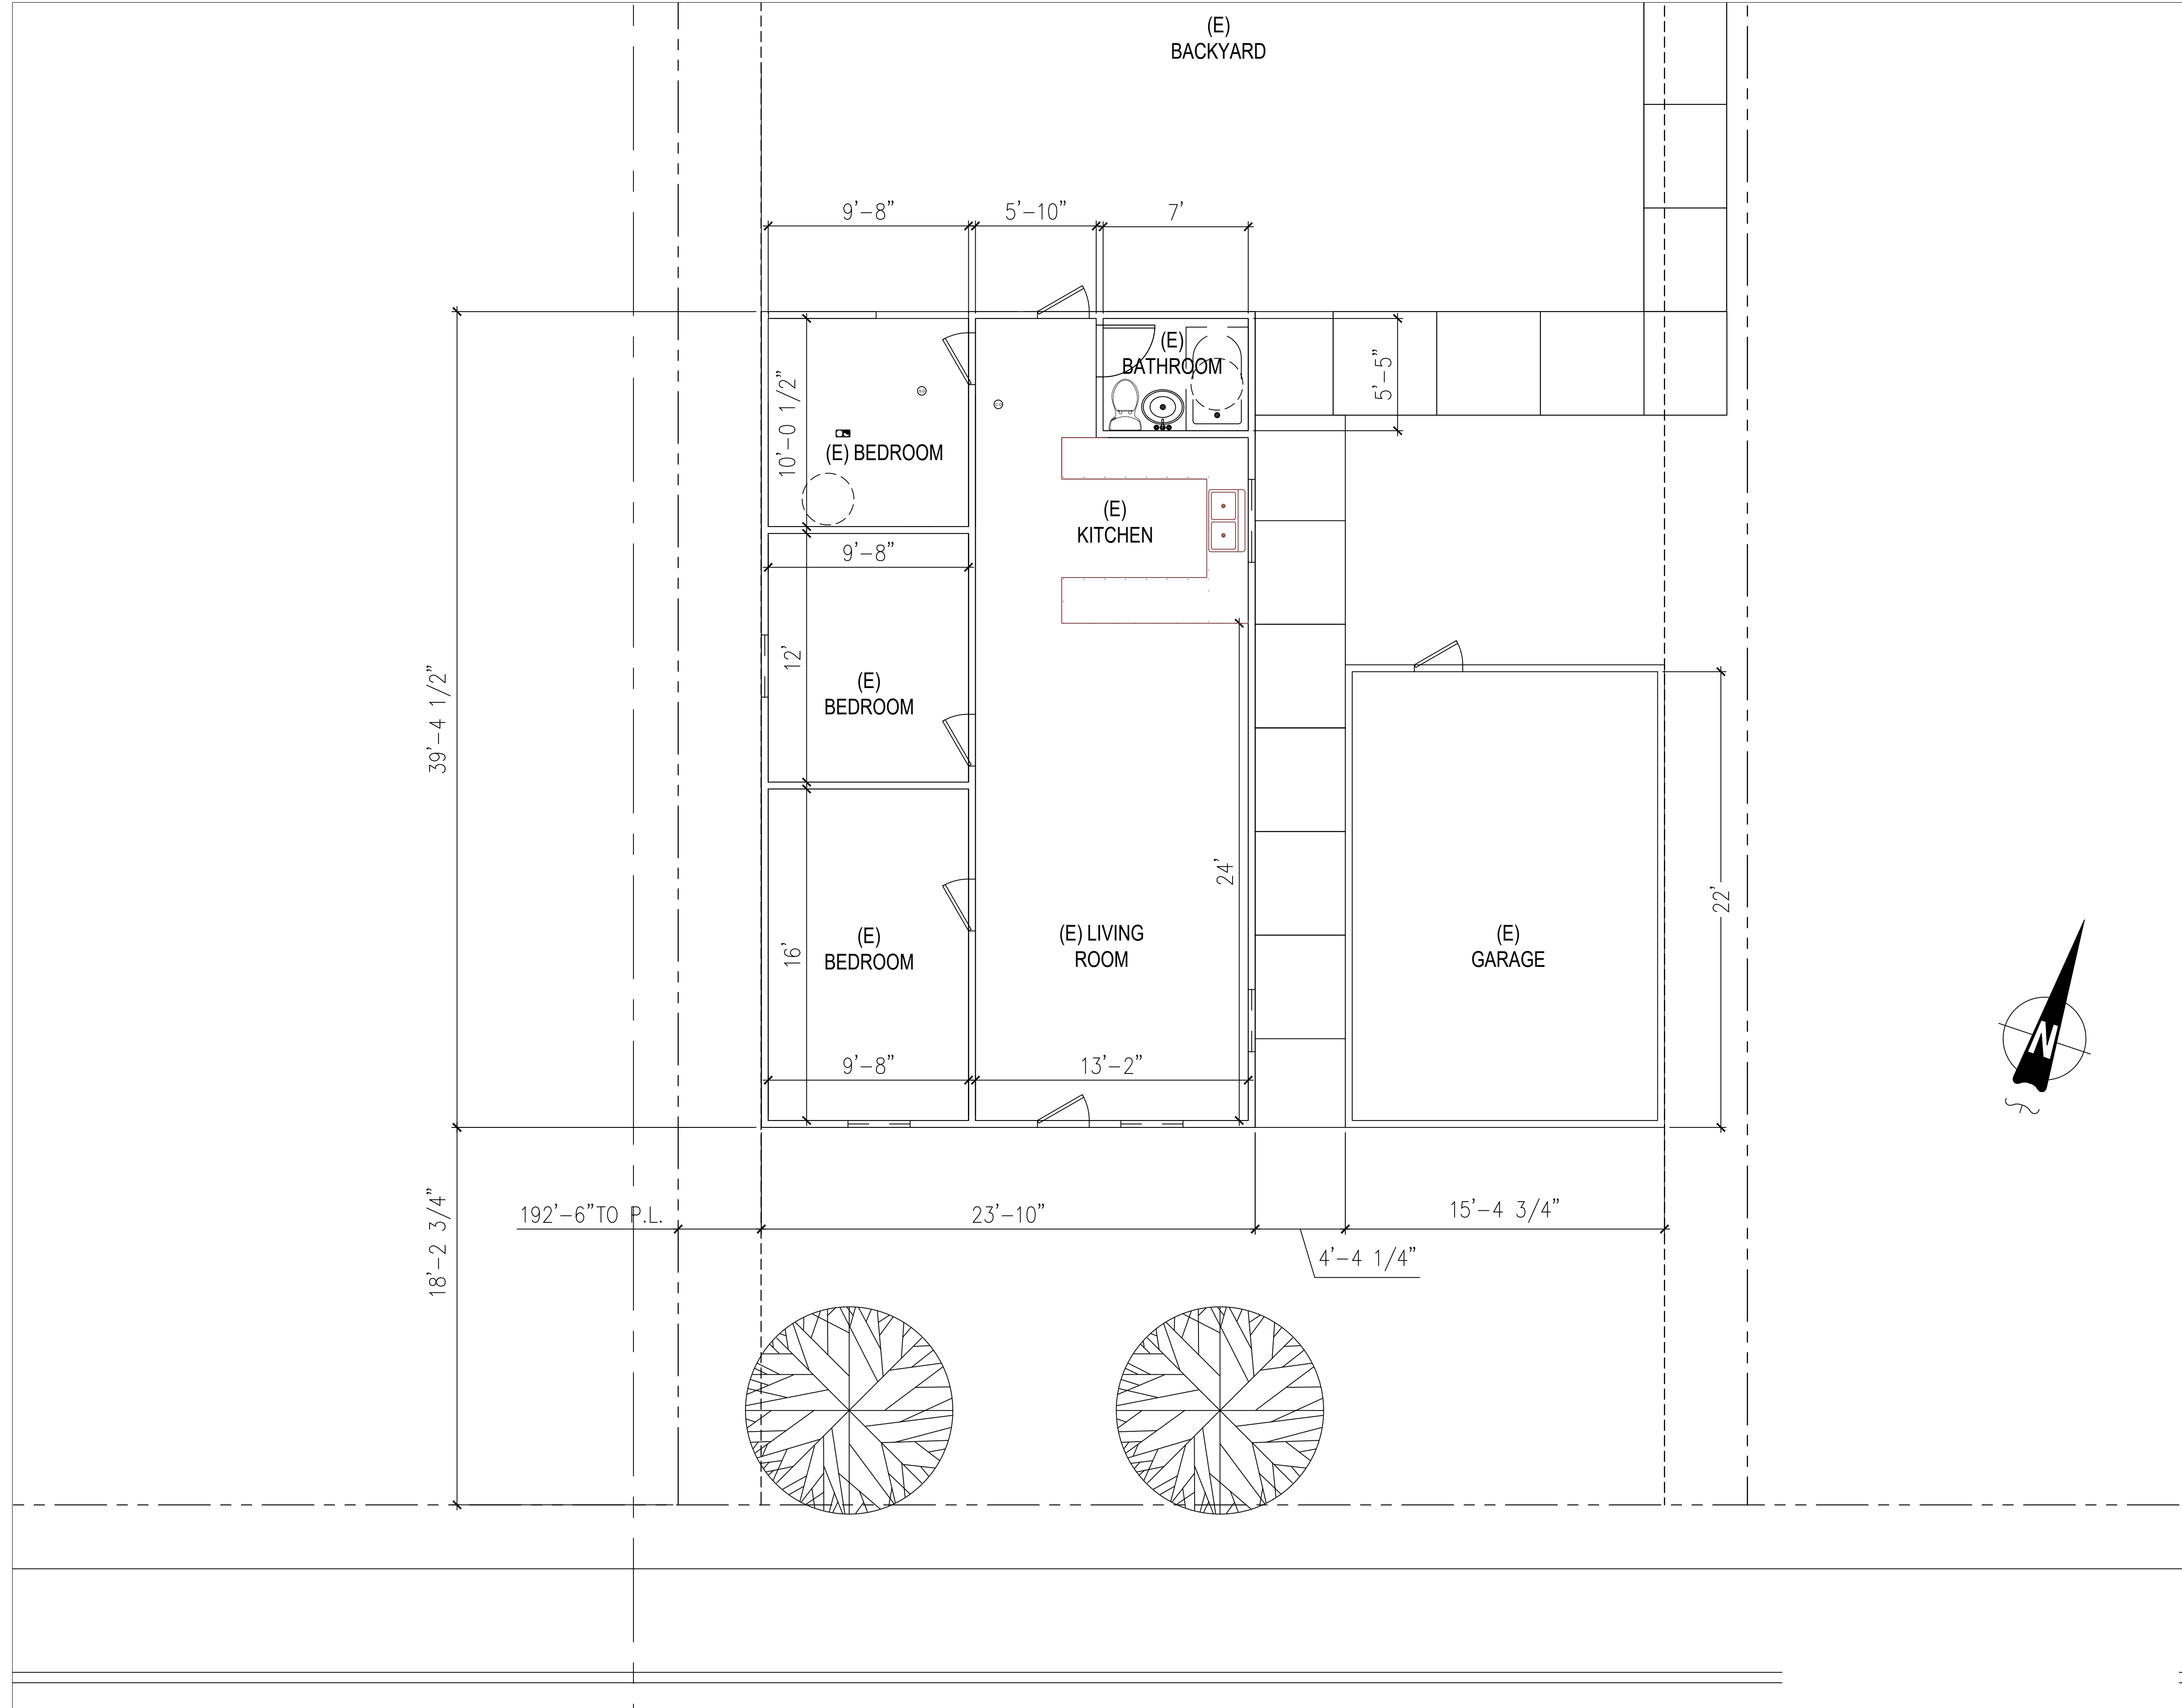 (E)
BACKYARD
9'-8"
5'-10"
7'
(E)
BATHROOM
5'-5"
10'-0 1/2"
(E) BEDROOM
(E)
KITCHEN
9'-8"
12'
(E)
BEDROOM
39'-4 1/2"
24'
22'
16'
(E)
BEDROOM
(E) LIVING
ROOM
(E)
GARAGE
N
9'-8"
13'-2"
18'-2 3/4"
192'-6"TO P.L.
23'-10"
15'-4 3/4"
4'-4 1/4"